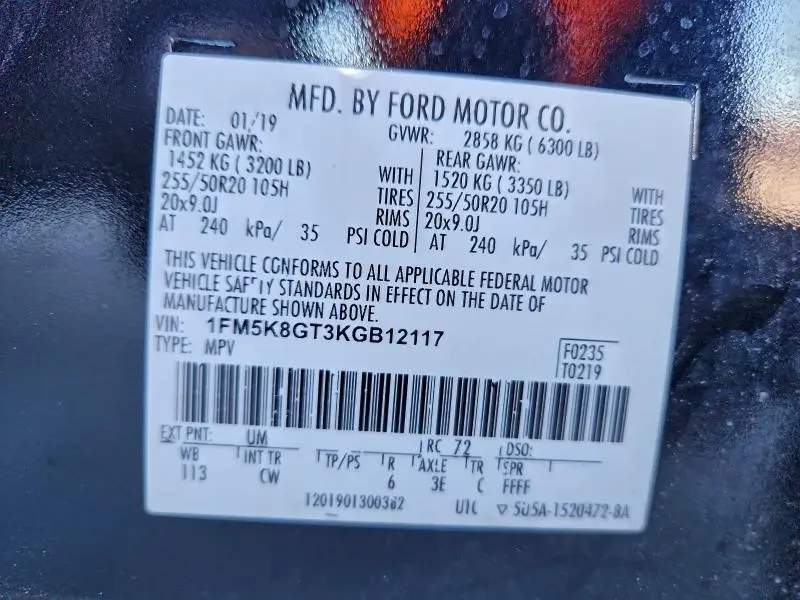 MFD. BY FORD MOTOR CO.
DATE: 01/19 GVWR: 2858 KG ( 6300 LB)
FRONT GAWR: REAR GAWR:
1452 KG ( 3200 LB) WITH 1520 KG ( 3350 LB) WITH
255/50R20 105H TIRES 255/50R20 105H TIRES
20x9.0J RIMS 20x9.0J RIMS
AT 240 kPa/ 35 PSI COLD AT 240 kPa/ 35 PSI COLD
THIS VEHICLE CONFORMS TO ALL APPLICABLE FEDERAL MOTOR
VEHICLE SAFETY STANDARDS IN EFFECT ON THE DATE OF
MANUFACTURE SHOWN ABOVE.
VIN: 1FM5K8GT3KGB12117
TYPE: MPV F0235
T0219
EXT PNT: UM RC 72 DSO:
WB INT TR TP/PS R AXLE TR SPR
113 CW 6 3E C FFFF
UTC ▽ 5U5A-1520472-BA